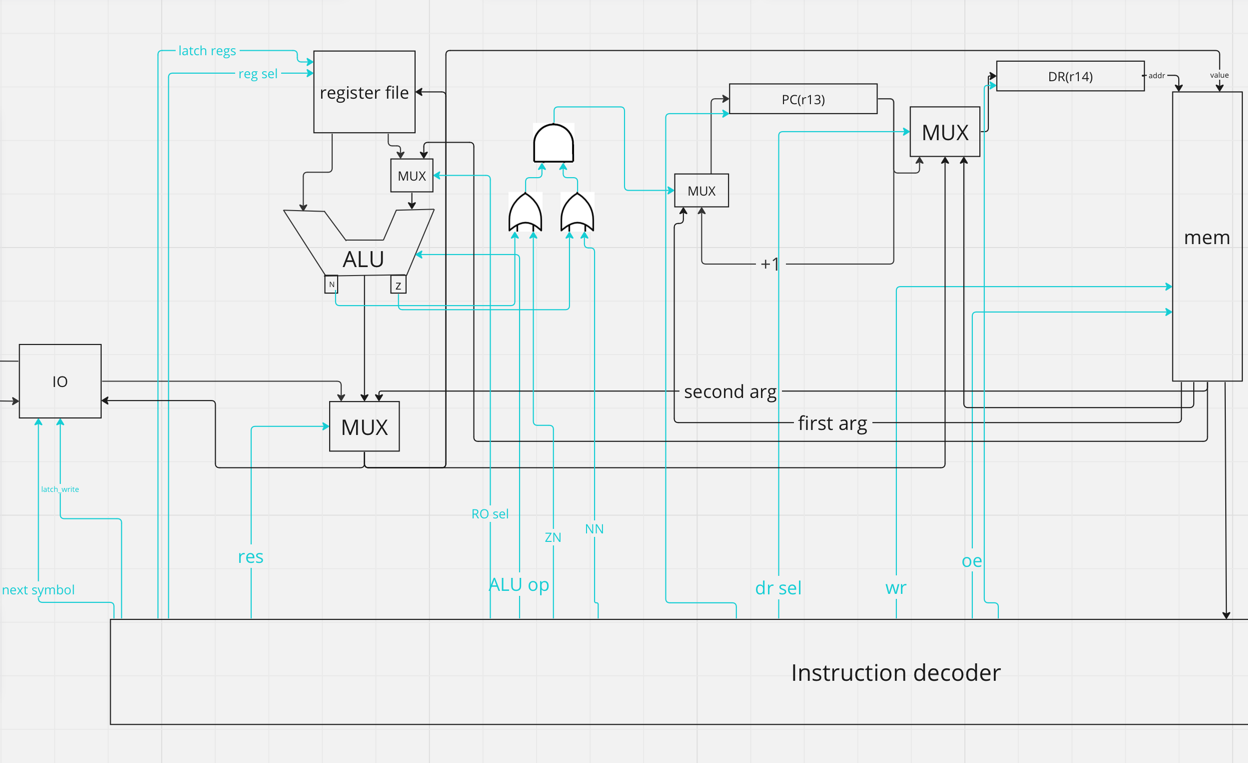 latch regs
reg sel
register file
MUX
ALU
N
Z
PC(r13)
MUX
+1
MUX
DR(r14)
addr
value
mem
IO
MUX
second arg
first arg
latch_write
next symbol
res
RO sel
ALU op
ZN
NN
dr sel
wr
oe
Instruction decoder